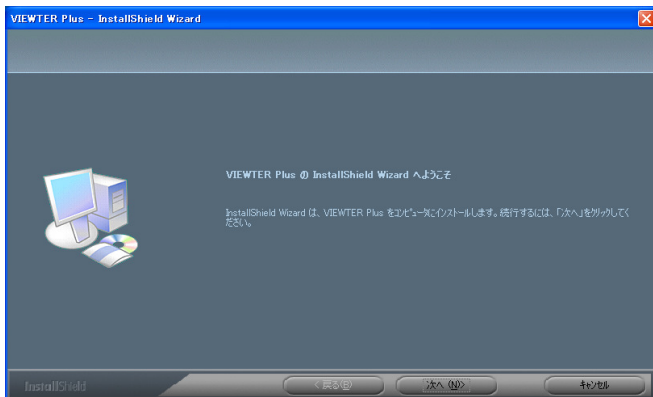 VIEWTER Plus - InstallShield Wizard
VIEWTER Plus の InstallShield Wizard へようこそ
InstallShield Wizard は、VIEWTER Plus をコンピュータにインストールします。続行するには、「次へ」をクリックしてく
ださい。
InstallShield
< 戻る(B)
次へ (N)>
キャンセル